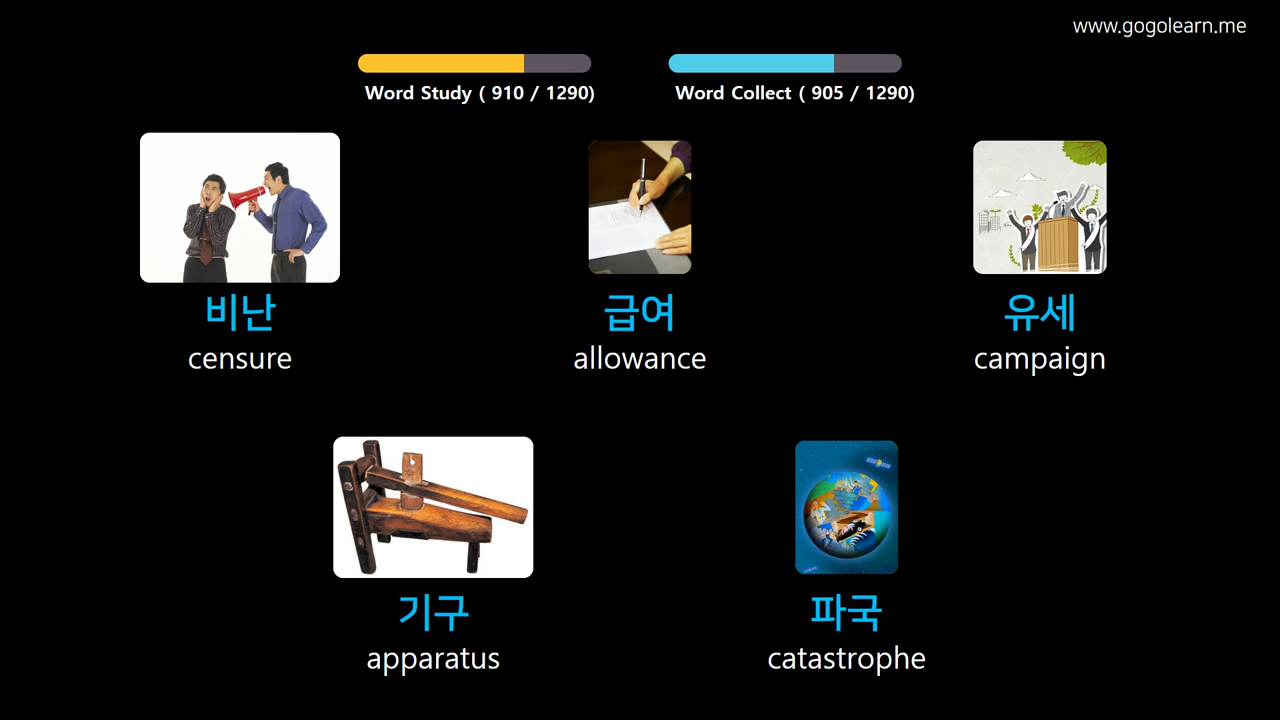 www.gogolearn.me
Word Study ( 910 / 1290)
Word Collect ( 905 / 1290)
비난
censure
급여
allowance
유세
campaign
기구
apparatus
파국
catastrophe